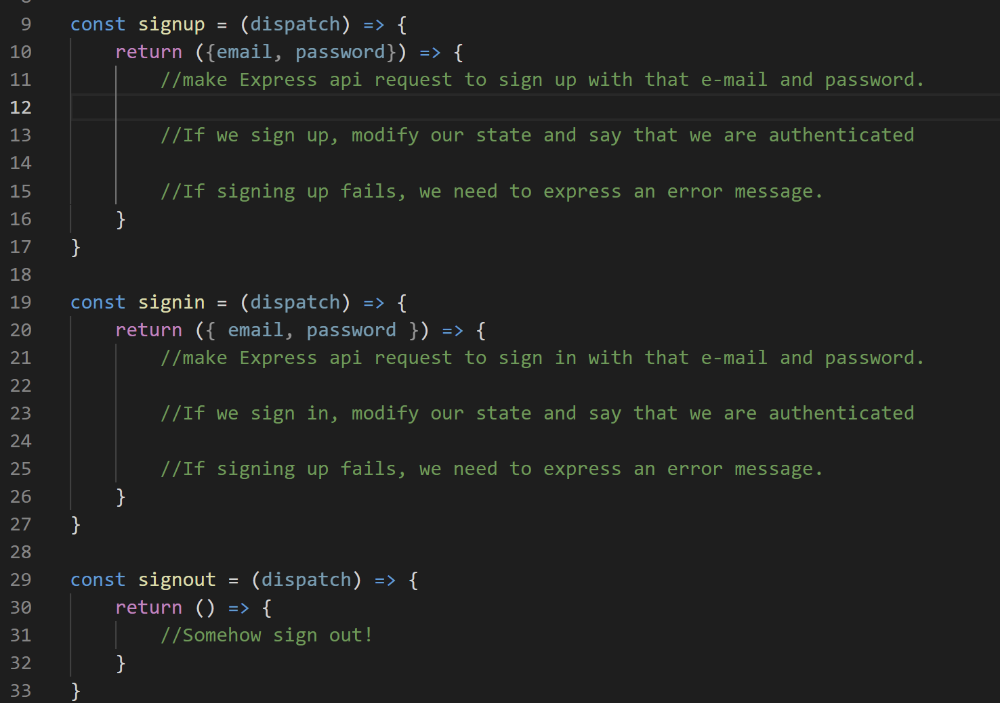 9 const signup = (dispatch) => {
10     return ({email, password}) => {
11         //make Express api request to sign up with that e-mail and password.
12
13         //If we sign up, modify our state and say that we are authenticated
14
15         //If signing up fails, we need to express an error message.
16     }
17 }
18
19 const signin = (dispatch) => {
20     return ({ email, password }) => {
21         //make Express api request to sign in with that e-mail and password.
22
23         //If we sign in, modify our state and say that we are authenticated
24
25         //If signing up fails, we need to express an error message.
26     }
27 }
28
29 const signout = (dispatch) => {
30     return () => {
31         //Somehow sign out!
32     }
33 }